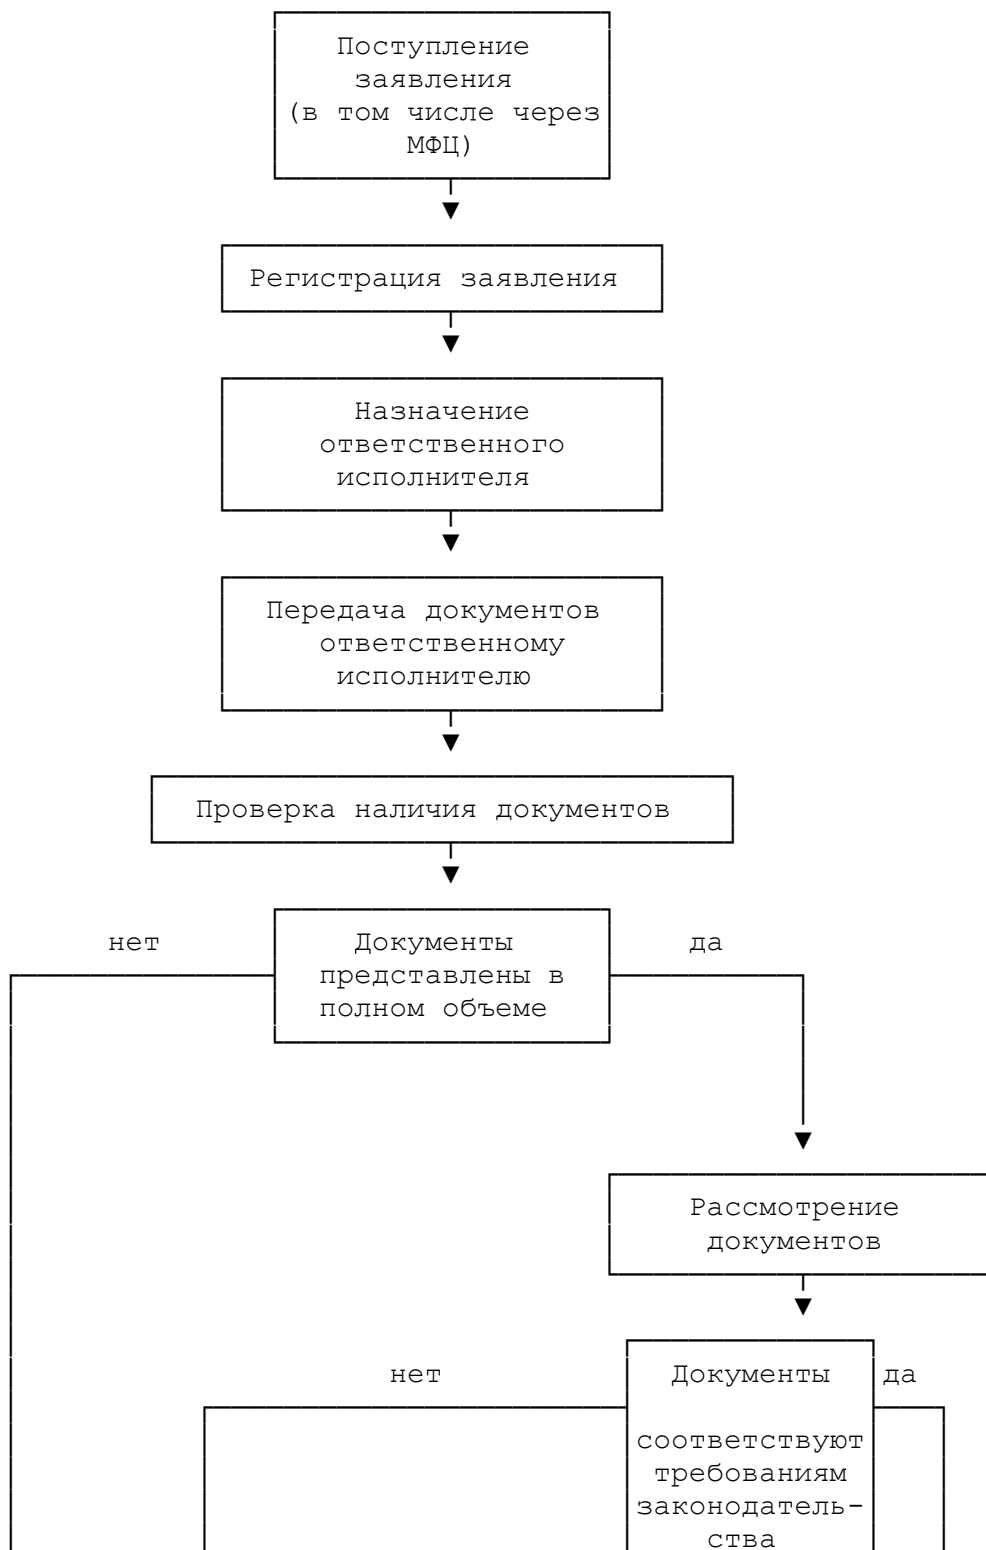 Поступление
заявления
(в том числе через
МФЦ)
Регистрация заявления
Назначение
ответственного
исполнителя
Передача документов
ответственному
исполнителю
Проверка наличия документов
нет
Документы
да
представлены в
полном объеме
Рассмотрение
документов
нет
Документы
да
соответствуют
требованиям
законодатель-
ства